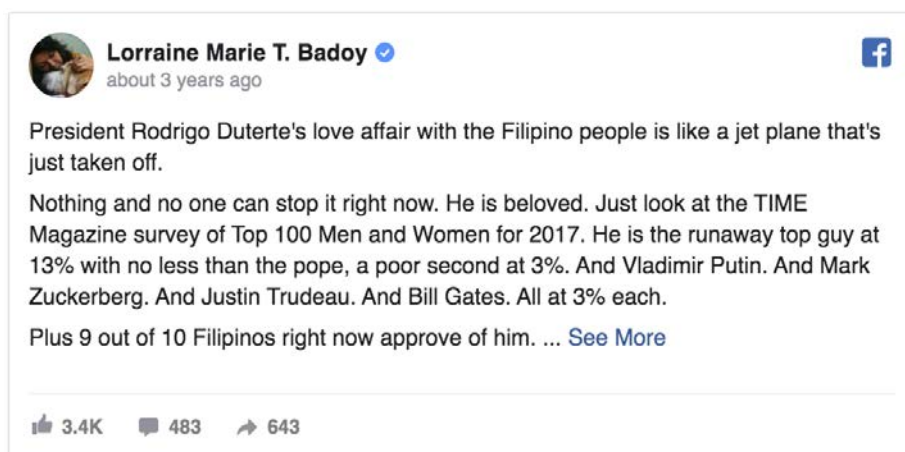 Lorraine Marie T. Badoy
about 3 years ago
President Rodrigo Duterte's love affair with the Filipino people is like a jet plane that's
just taken off.
Nothing and no one can stop it right now. He is beloved. Just look at the TIME
Magazine survey of Top 100 Men and Women for 2017. He is the runaway top guy at
13% with no less than the pope, a poor second at 3%. And Vladimir Putin. And Mark
Zuckerberg. And Justin Trudeau. And Bill Gates. All at 3% each.
Plus 9 out of 10 Filipinos right now approve of him. ... See More
3.4K 483 643